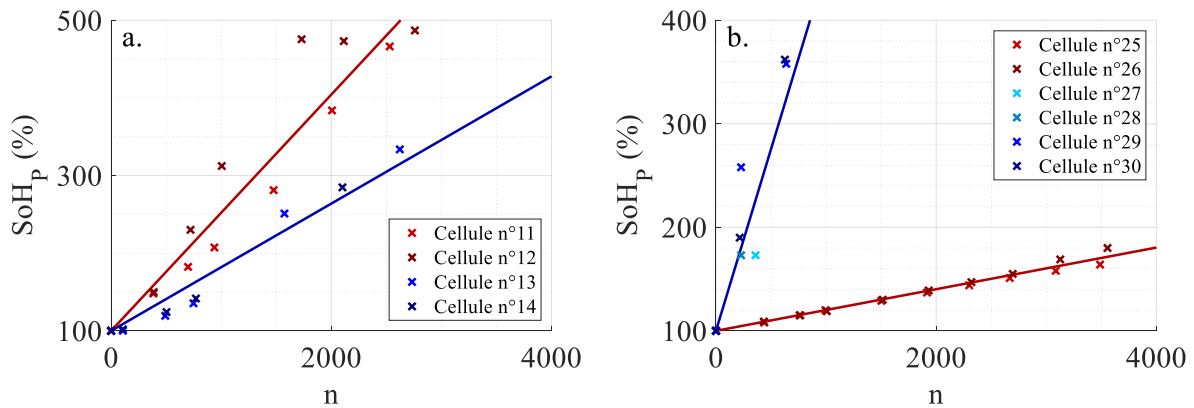 a.
SoH_P (%)
500
300
100
0
2000
4000
n
Cellule n°11
Cellule n°12
Cellule n°13
Cellule n°14
b.
SoH_P (%)
400
300
200
100
0
2000
4000
n
Cellule n°25
Cellule n°26
Cellule n°27
Cellule n°28
Cellule n°29
Cellule n°30